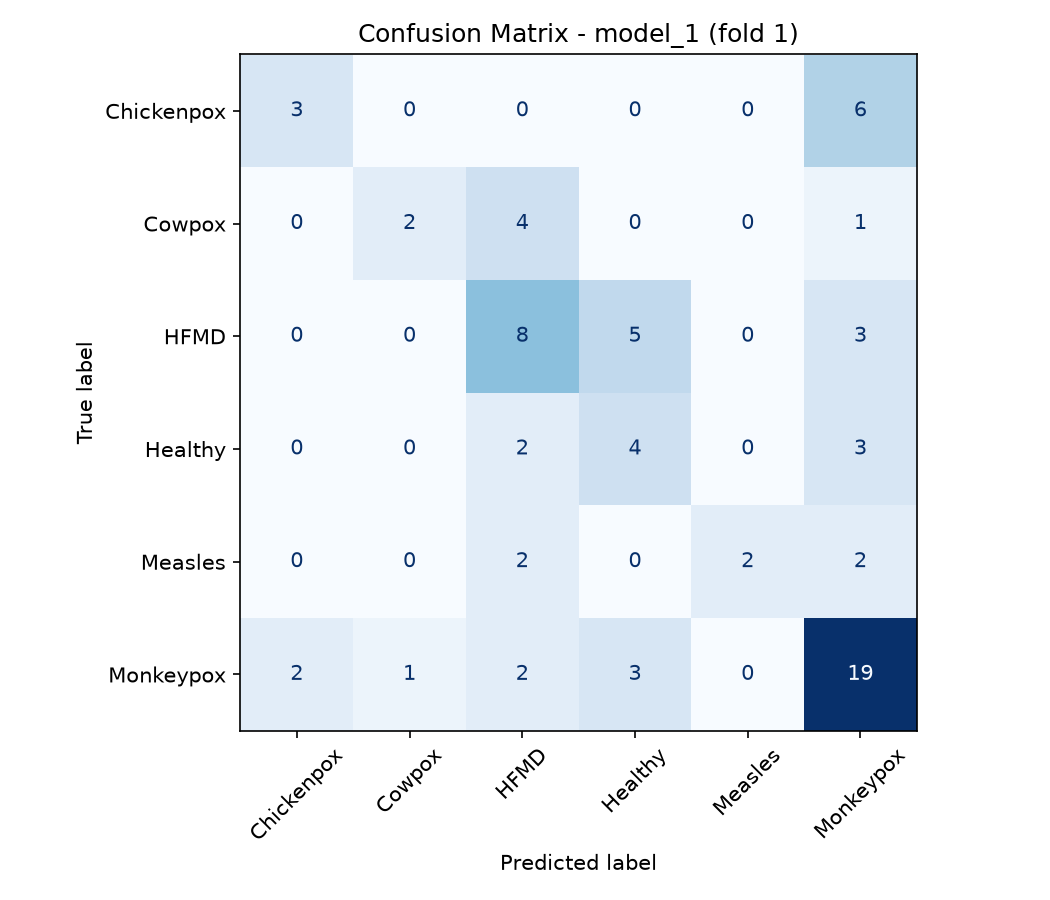 Confusion Matrix - model_1 (fold 1)
Chickenpox 3 0 0 0 0 6
Cowpox 0 2 4 0 0 1
HFMD 0 0 8 5 0 3
Healthy 0 0 2 4 0 3
Measles 0 0 2 0 2 2
Monkeypox 2 1 2 3 0 19
True label
Chickenpox Cowpox HFMD Healthy Measles Monkeypox
Predicted label